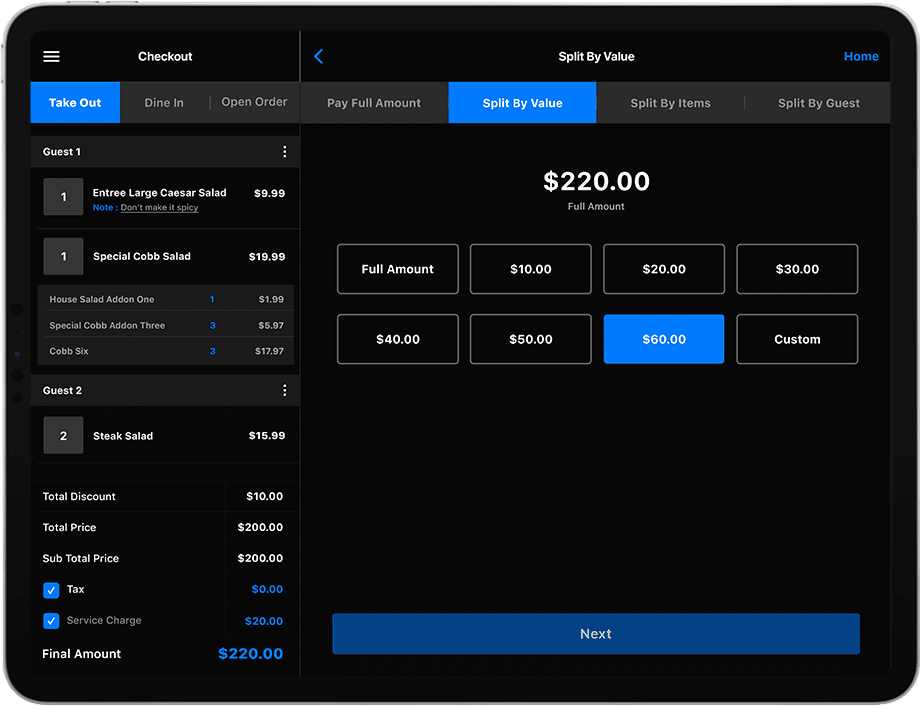 Checkout
Split By Value
Home
Take Out
Dine In
Open Order
Pay Full Amount
Split By Value
Split By Items
Split By Guest
Guest 1
1
Entree Large Caesar Salad
$9.99
Note : Don't make it spicy
1
Special Cobb Salad
$19.99
House Salad Addon One
1
$1.99
Special Cobb Addon Three
3
$5.97
Cobb Six
3
$17.97
Guest 2
2
Steak Salad
$15.99
Total Discount
$10.00
Total Price
$200.00
Sub Total Price
$200.00
Tax
$0.00
Service Charge
$20.00
Final Amount
$220.00
$220.00
Full Amount
Full Amount
$10.00
$20.00
$30.00
$40.00
$50.00
$60.00
Custom
Next